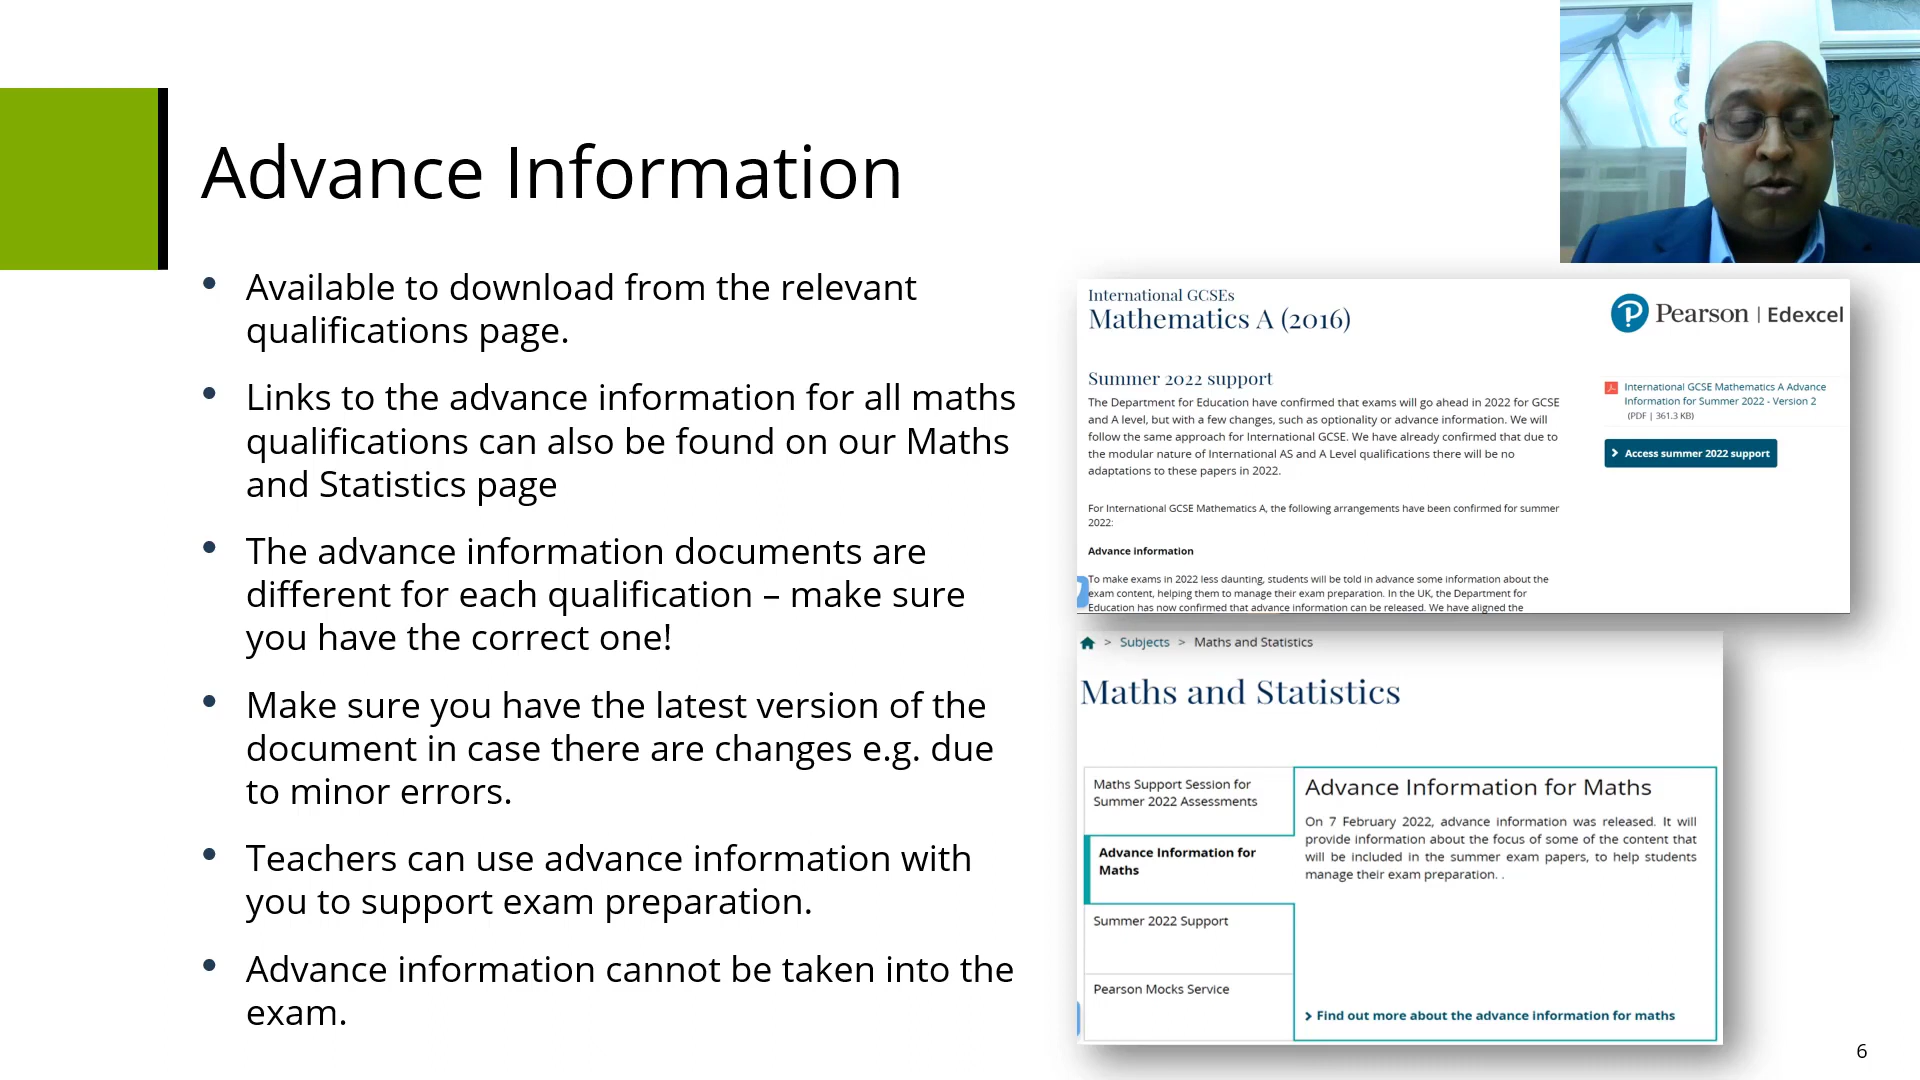 Advance Information
• Available to download from the relevant
qualifications page.
• Links to the advance information for all maths
qualifications can also be found on our Maths
and Statistics page
• The advance information documents are
different for each qualification – make sure
you have the correct one!
• Make sure you have the latest version of the
document in case there are changes e.g. due
to minor errors.
• Teachers can use advance information with
you to support exam preparation.
• Advance information cannot be taken into the
exam.
International GCSEs
Mathematics A (2016)
Pearson | Edexcel
Summer 2022 support
The Department for Education have confirmed that exams will go ahead in 2022 for GCSE
and A level, but with a few changes, such as optionality or advance information. We will
follow the same approach for International GCSE. We have already confirmed that due to
the modular nature of International AS and A Level qualifications there will be no
adaptations to these papers in 2022.
For International GCSE Mathematics A, the following arrangements have been confirmed for summer
2022:
Advance information
To make exams in 2022 less daunting, students will be told in advance some information about the
exam content, helping them to manage their exam preparation. In the UK, the Department for
Education has now confirmed that advance information can be released. We have aligned the
International GCSE Mathematics A Advance
Information for Summer 2022 - Version 2
(PDF | 361.3 KB)
> Access summer 2022 support
> Subjects > Maths and Statistics
Maths and Statistics
Maths Support Session for
Summer 2022 Assessments
Advance Information for
Maths
Summer 2022 Support
Pearson Mocks Service
Advance Information for Maths
On 7 February 2022, advance information was released. It will
provide information about the focus of some of the content that
will be included in the summer exam papers, to help students
manage their exam preparation. .
> Find out more about the advance information for maths
6